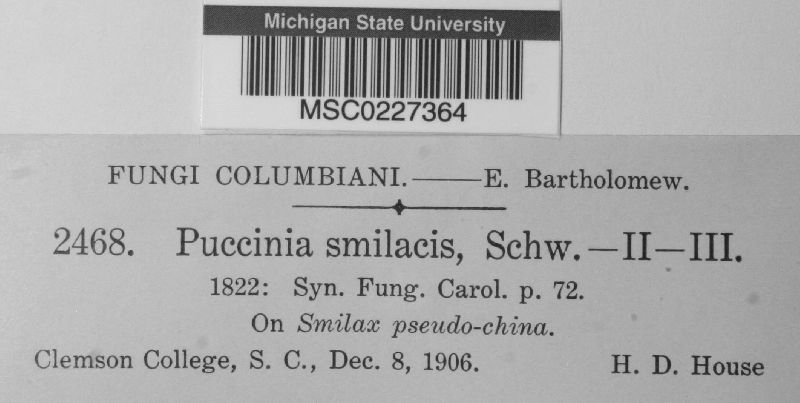 Michigan State University
MSC0227364
FUNGI COLUMBIANI.——E. Bartholomew.
2468. Puccinia smilacis, Schw.—II—III.
1822: Syn. Fung. Carol. p. 72.
On Smilax pseudo-china.
Clemson College, S. C., Dec. 8, 1906. H. D. House